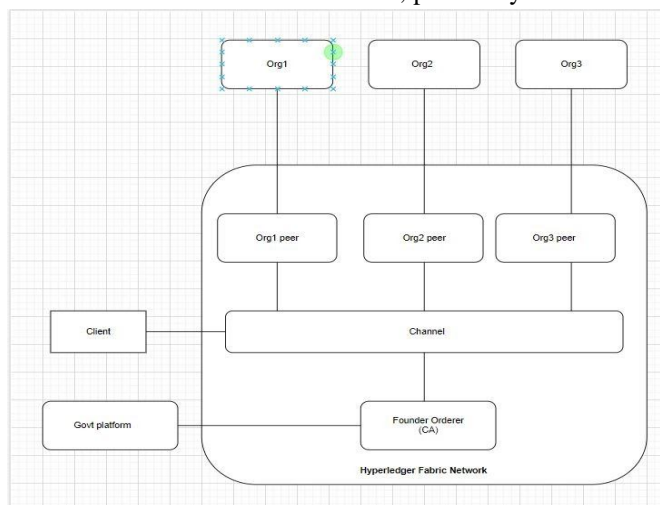 Org1
Org2
Org3
Org1 peer
Org2 peer
Org3 peer
Client
Channel
Govt platform
Founder Orderer
(CA)
Hyperledger Fabric Network